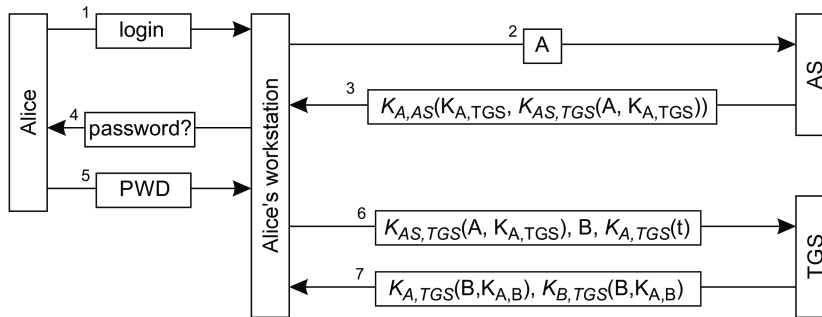 Alice
1
login
Alice's workstation
2
A
AS
3
K_A,AS(K_A,TGS, K_AS,TGS(A, K_A,TGS))
4
password?
5
PWD
6
K_AS,TGS(A, K_A,TGS), B, K_A,TGS(t)
TGS
7
K_A,TGS(B,K_A,B), K_B,TGS(B,K_A,B)